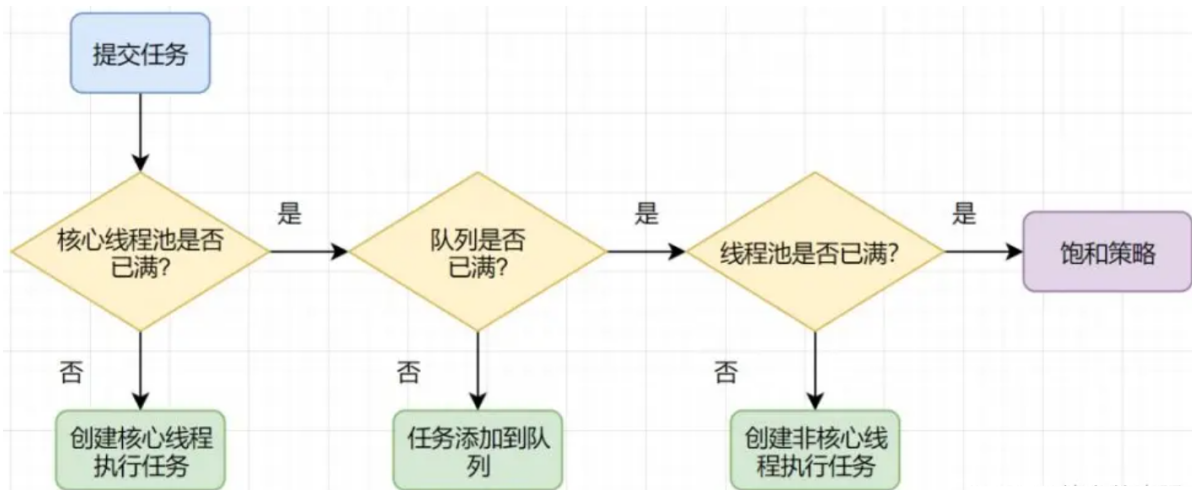 提交任务
核心线程池是否
已满?
是
队列是否
已满?
是
线程池是否已满?
是
饱和策略
否
创建核心线程
执行任务
否
任务添加到队
列
否
创建非核心线
程执行任务